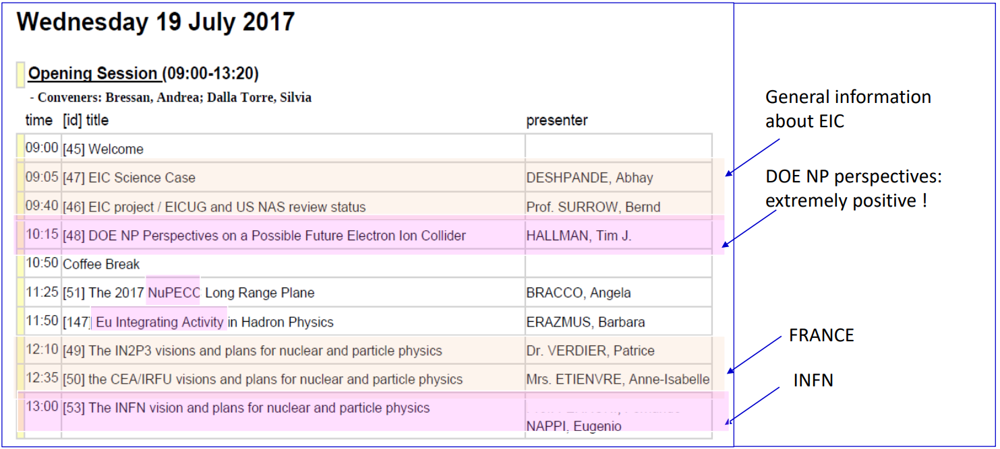 Wednesday 19 July 2017
Opening Session (09:00-13:20)
- Conveners: Bressan, Andrea; Dalla Torre, Silvia
time [id] title presenter
09:00 [45] Welcome
09:05 [47] EIC Science Case DESHPANDE, Abhay
09:40 [46] EIC project / EICUG and US NAS review status Prof. SURROW, Bernd
10:15 [48] DOE NP Perspectives on a Possible Future Electron Ion Collider HALLMAN, Tim J.
10:50 Coffee Break
11:25 [51] The 2017 NuPECC Long Range Plane BRACCO, Angela
11:50 [147] Eu Integrating Activity in Hadron Physics ERAZMUS, Barbara
12:10 [49] The IN2P3 visions and plans for nuclear and particle physics Dr. VERDIER, Patrice
12:35 [50] the CEA/IRFU visions and plans for nuclear and particle physics Mrs. ETIENVRE, Anne-Isabelle
13:00 [53] The INFN vision and plans for nuclear and particle physics
NAPPI, Eugenio
General information
about EIC
DOE NP perspectives:
extremely positive !
FRANCE
INFN